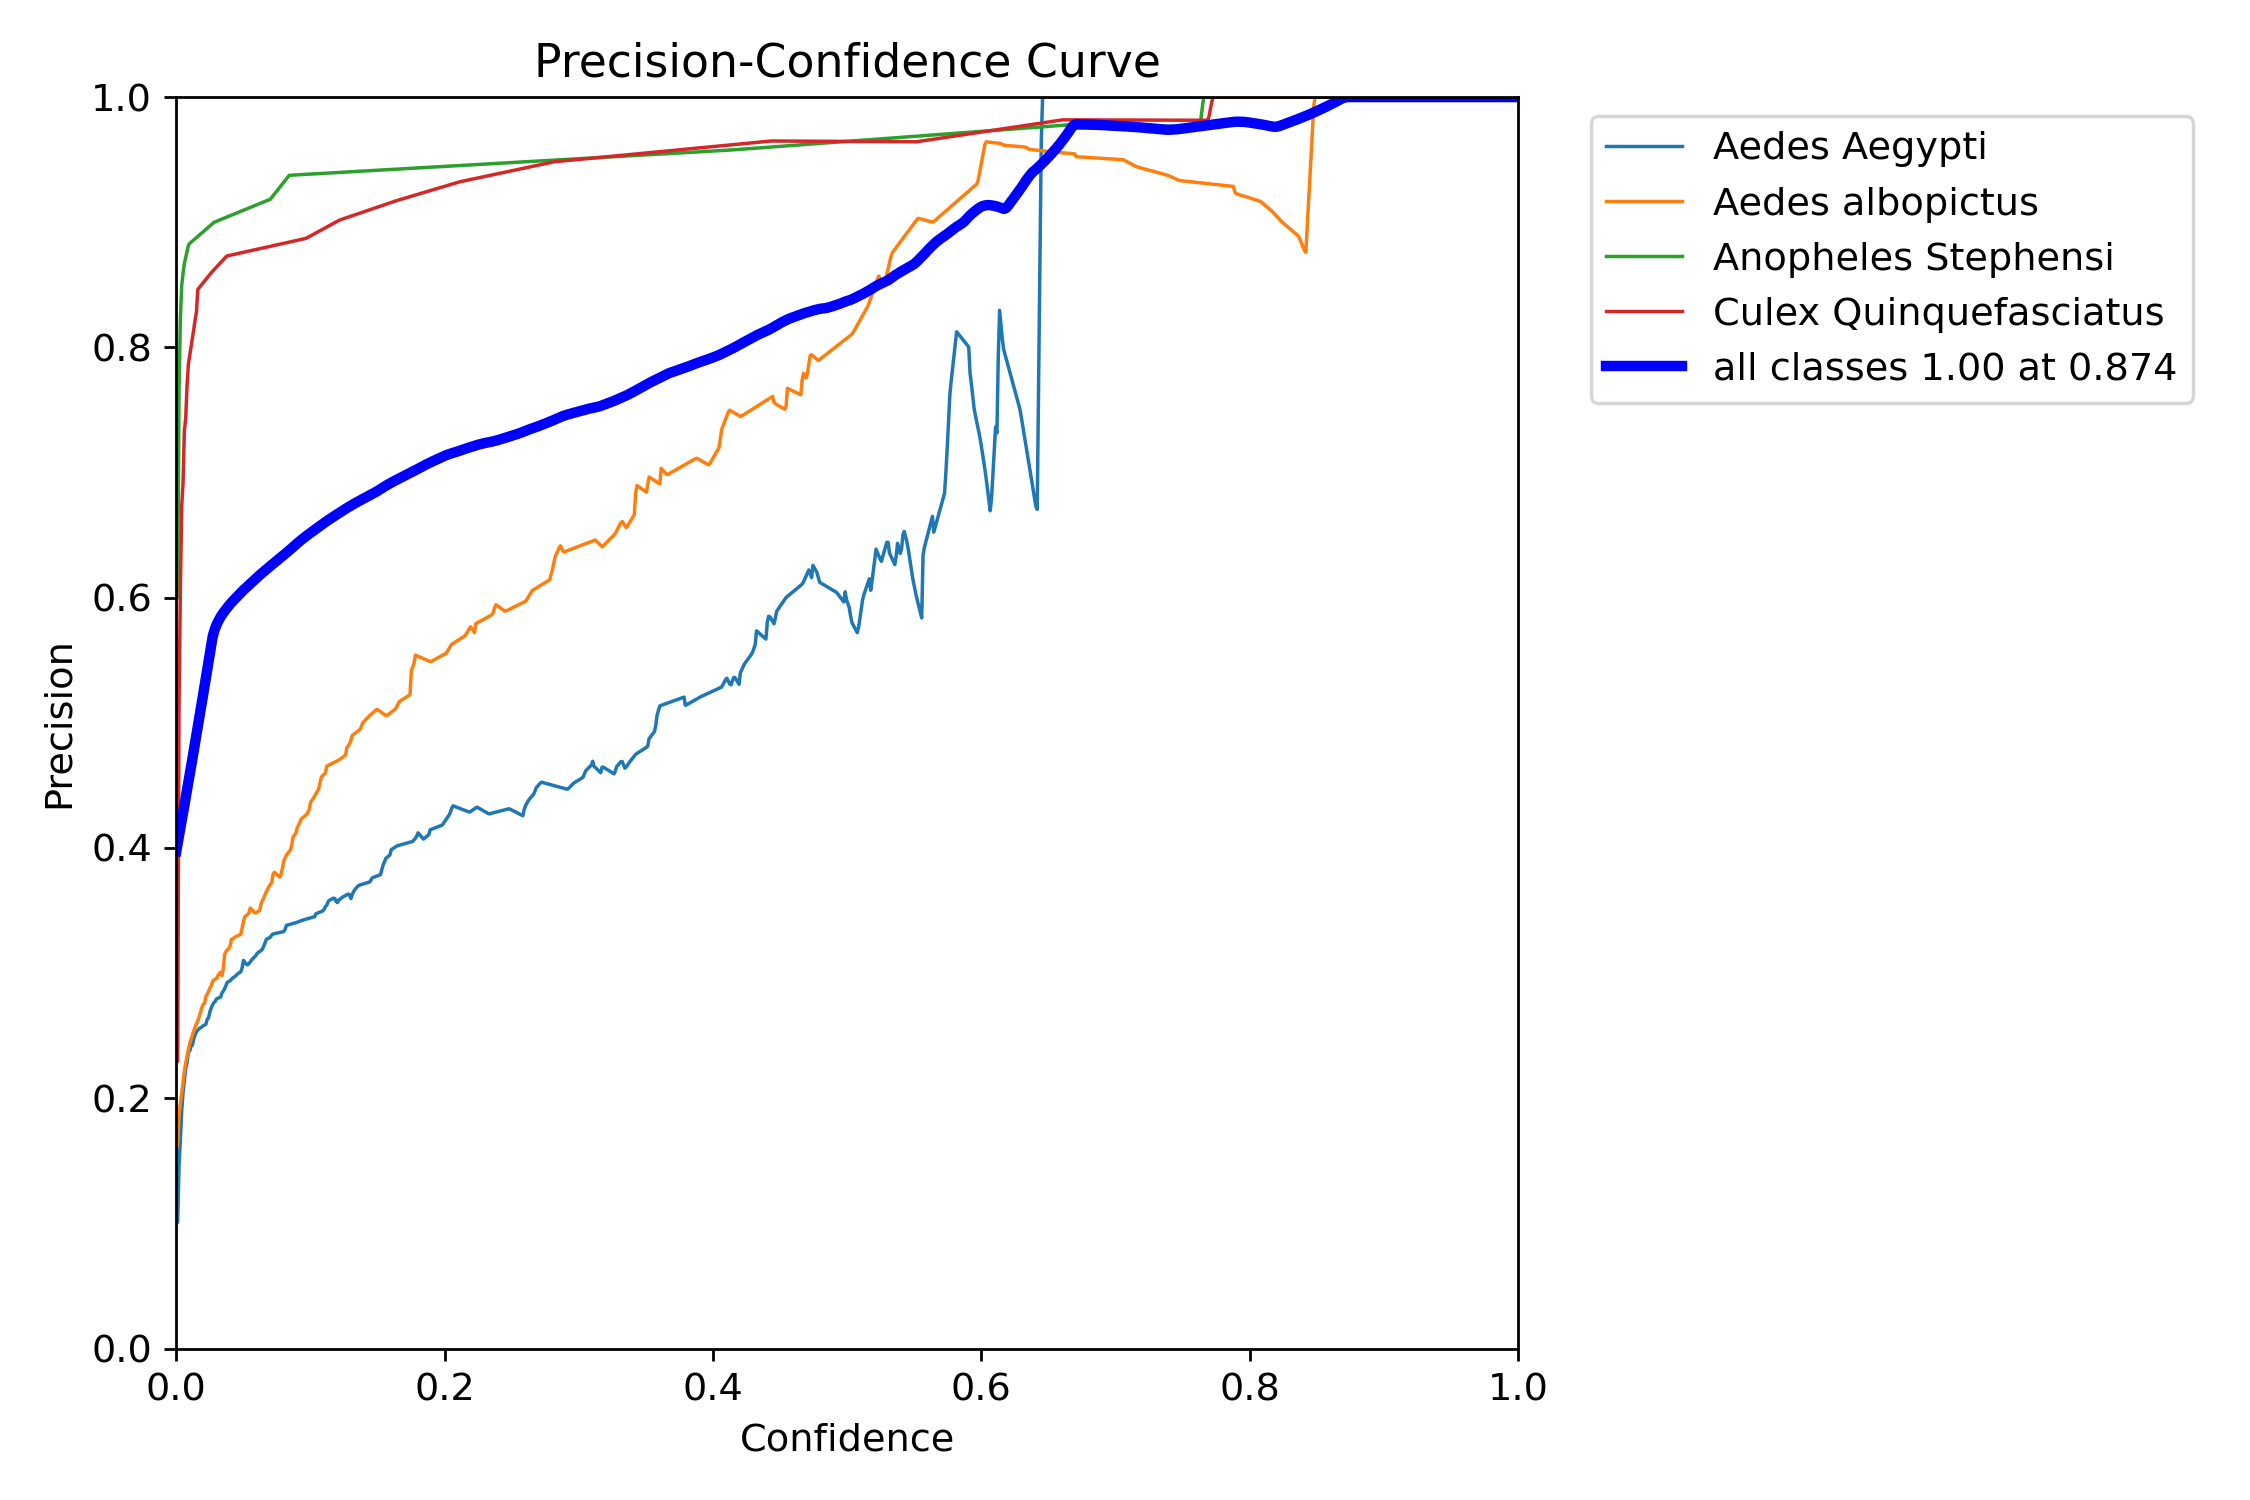 Precision-Confidence Curve
1.0
0.8
0.6
0.4
0.2
0.0
Precision
0.0 0.2 0.4 0.6 0.8 1.0
Confidence
Aedes Aegypti
Aedes albopictus
Anopheles Stephensi
Culex Quinquefasciatus
all classes 1.00 at 0.874